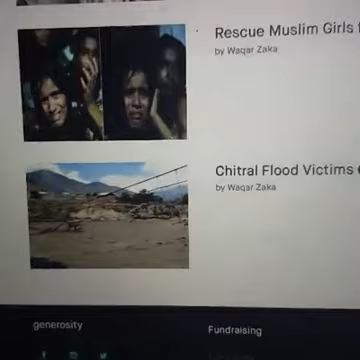 Rescue Muslim Girls
by Waqar Zaka
Chitral Flood Victims
by Waqar Zaka
generosity
Fundraising